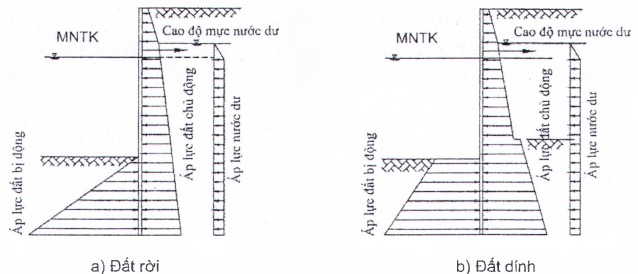 MNTK
Cao độ mực nước dư
Áp lực đất bị động
Áp lực đất chủ động
Áp lực nước dư
a) Đất rời
MNTK
Cao độ mực nước dư
Áp lực đất bị động
Áp lực đất chủ động
Áp lực nước dư
b) Đất dính